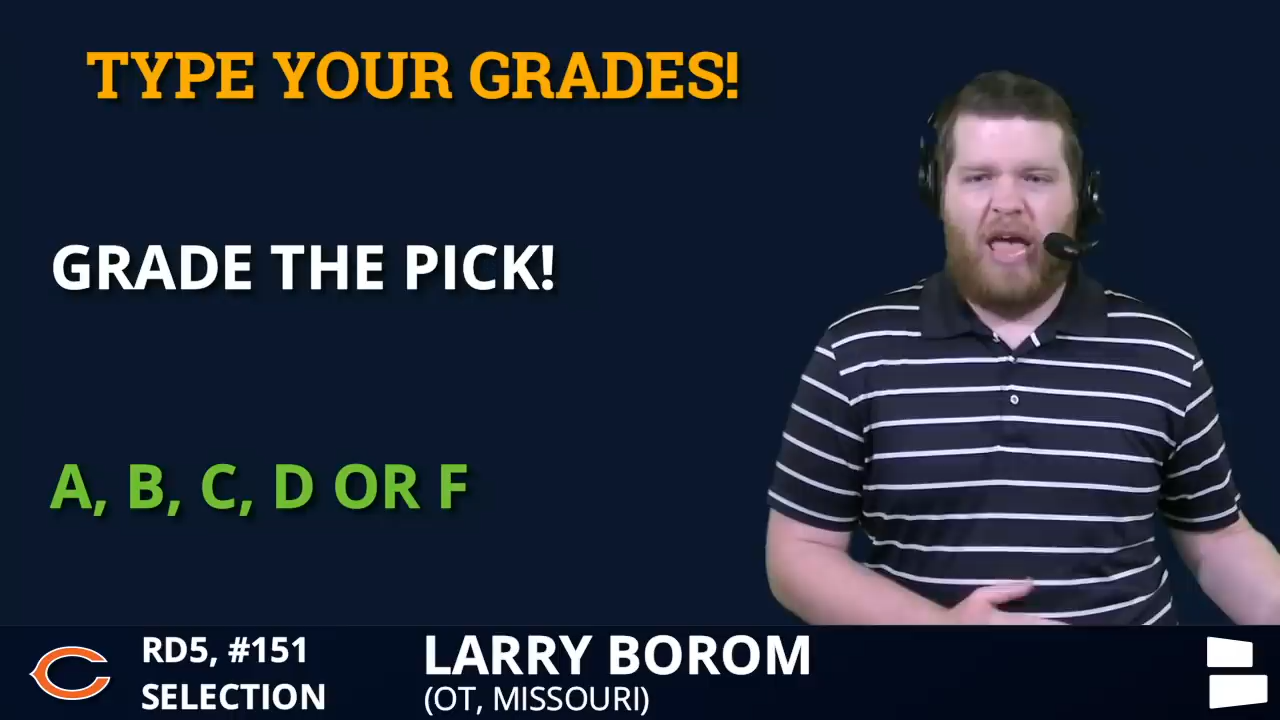 TYPE YOUR GRADES!
GRADE THE PICK!
A, B, C, D OR F
RD5, #151
SELECTION
LARRY BOROM
(OT, MISSOURI)